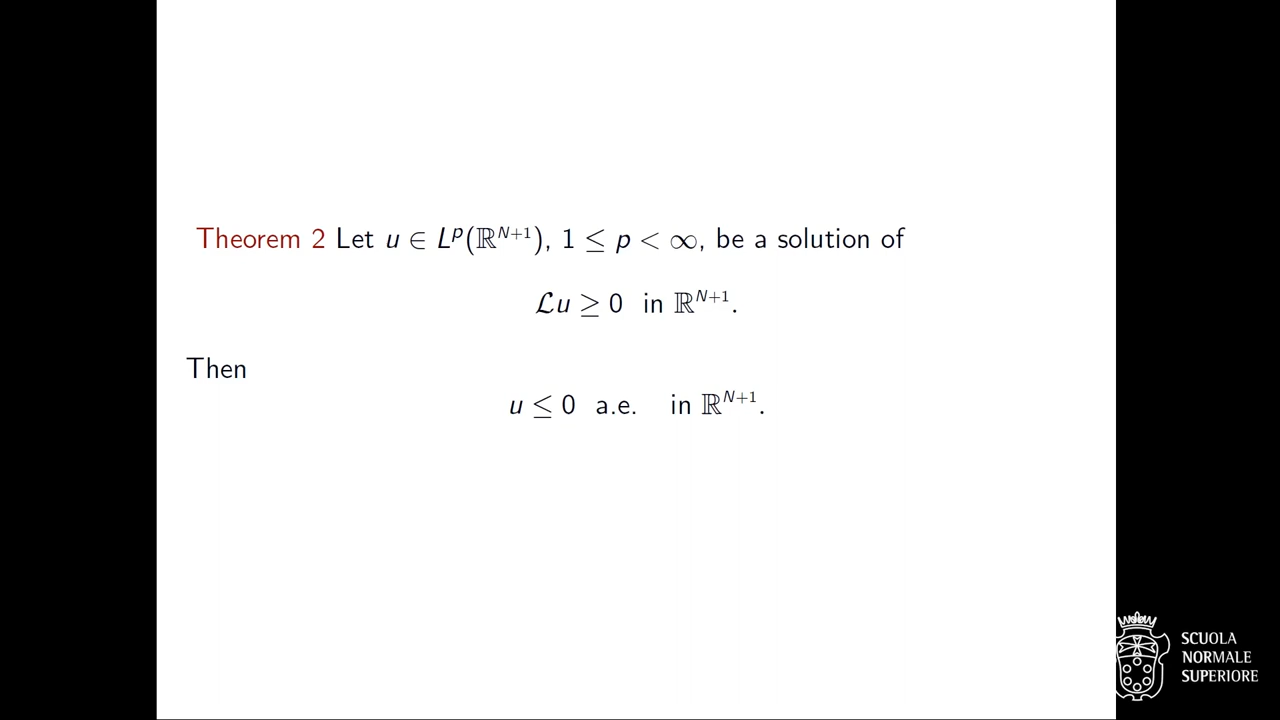 Theorem 2 Let u ∈ L^p(ℝ^{N+1}), 1 ≤ p < ∞, be a solution of
ℒu ≥ 0 in ℝ^{N+1}.
Then
u ≤ 0 a.e. in ℝ^{N+1}.
SCUOLA
NORMALE
SUPERIORE